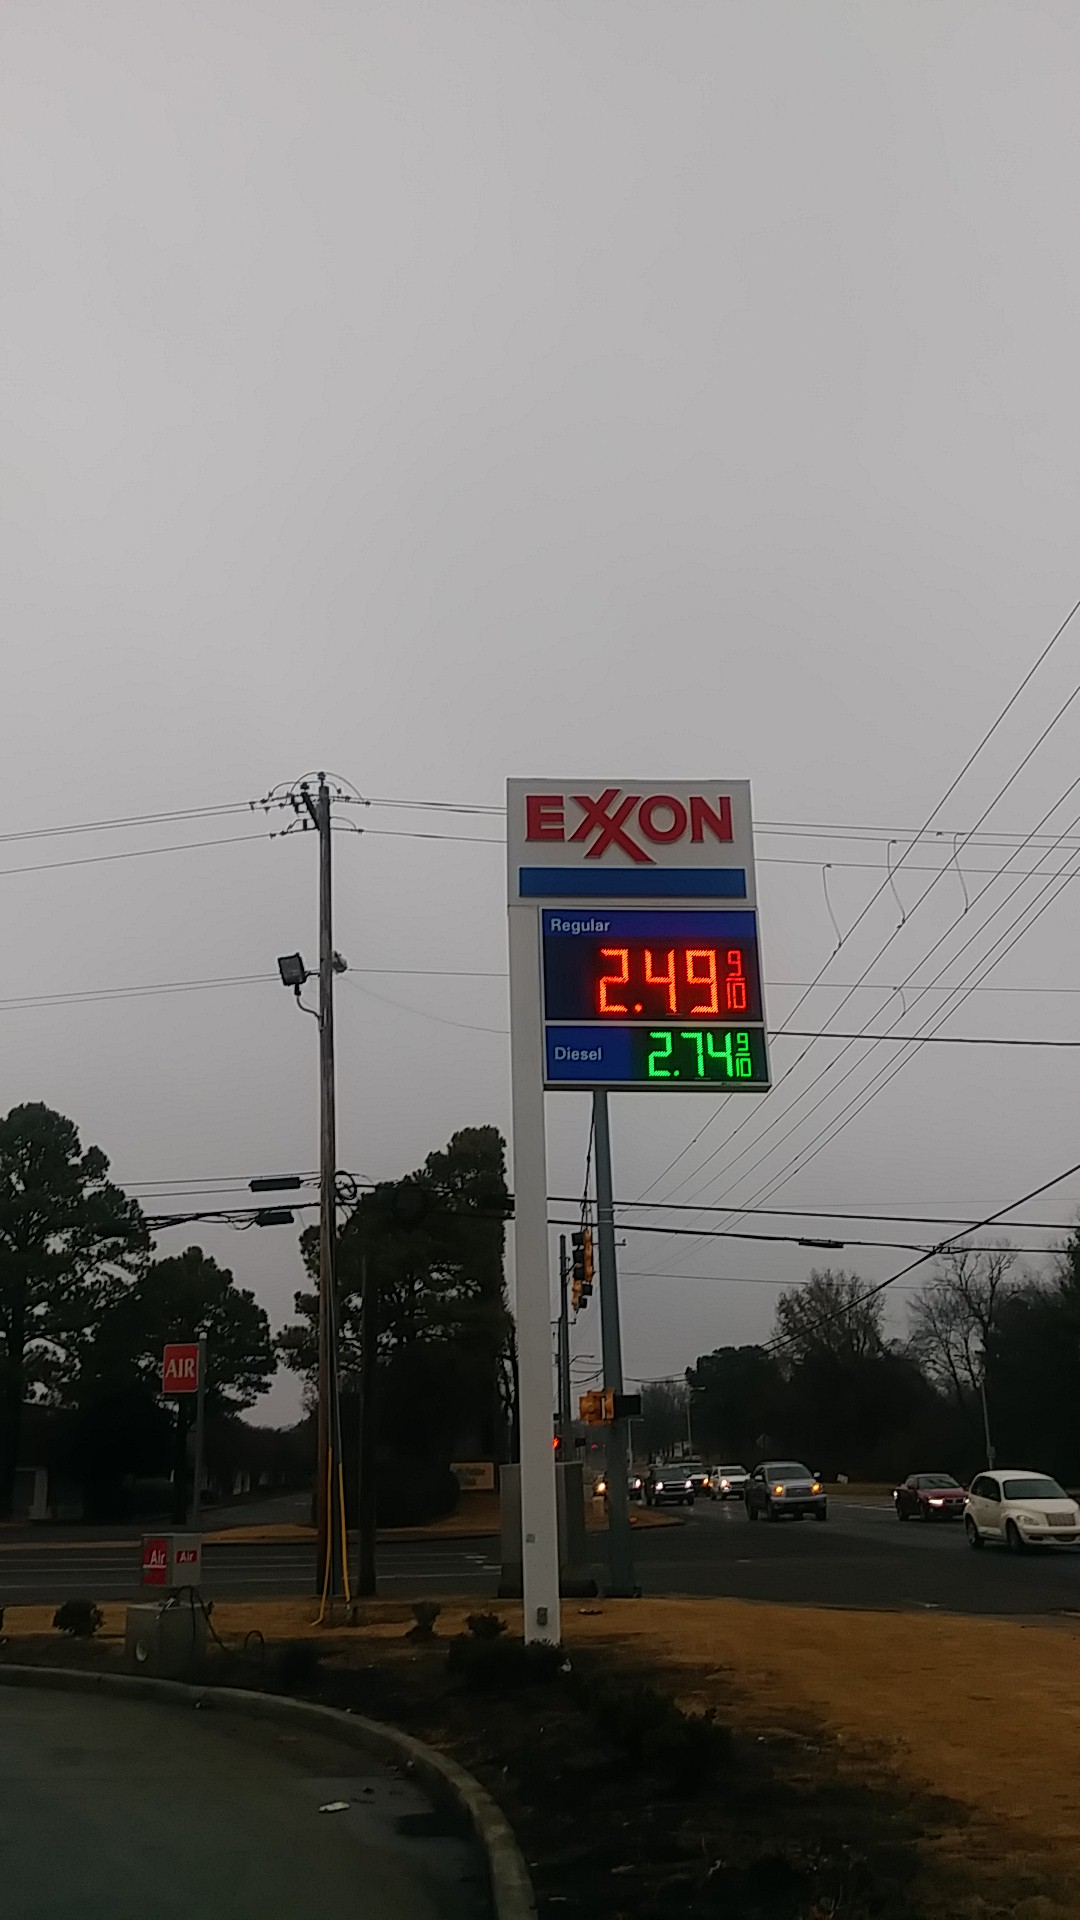 EXXON
Regular
2.49 9/10
Diesel
2.74 9/10
AIR
Air Air